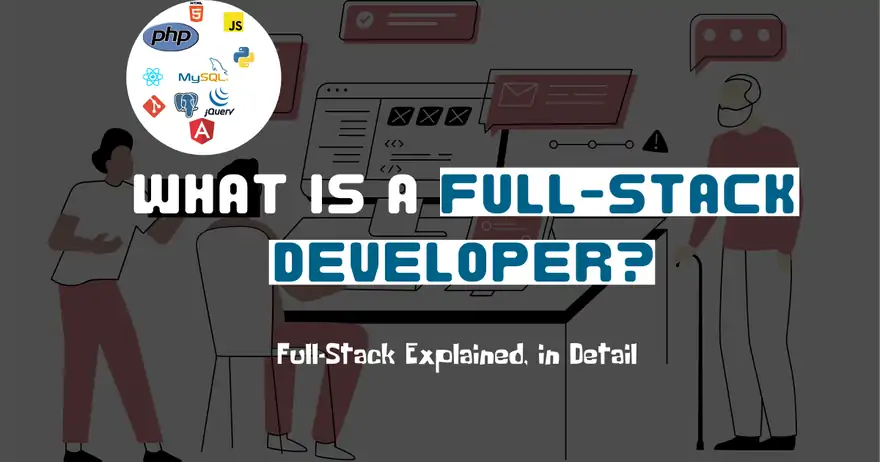 HTML
5
JS
php
MySQL
jQuery
A
WHAT IS A FULL-STACK
DEVELOPER?
Full-Stack Explained, in Detail